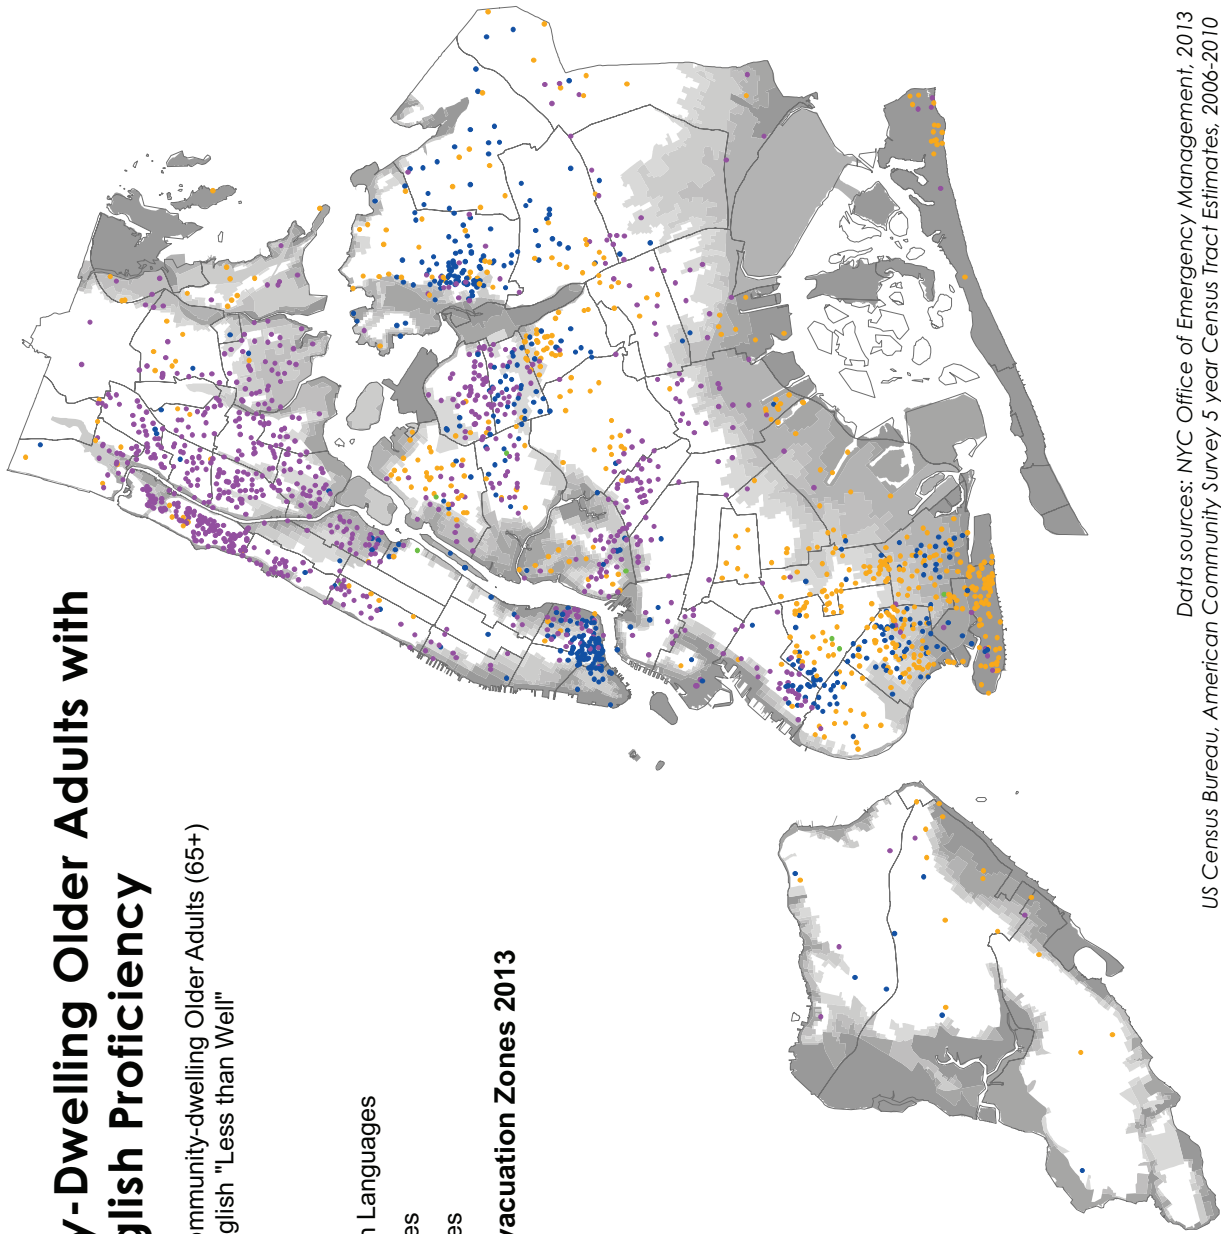 y-Dwelling Older Adults with
glish Proficiency
ommunity-dwelling Older Adults (65+)
glish "Less than Well"
n Languages
es
es
vacuation Zones 2013
Data sources: NYC Office of Emergency Management, 2013
US Census Bureau, American Community Survey 5 year Census Tract Estimates, 2006-2010